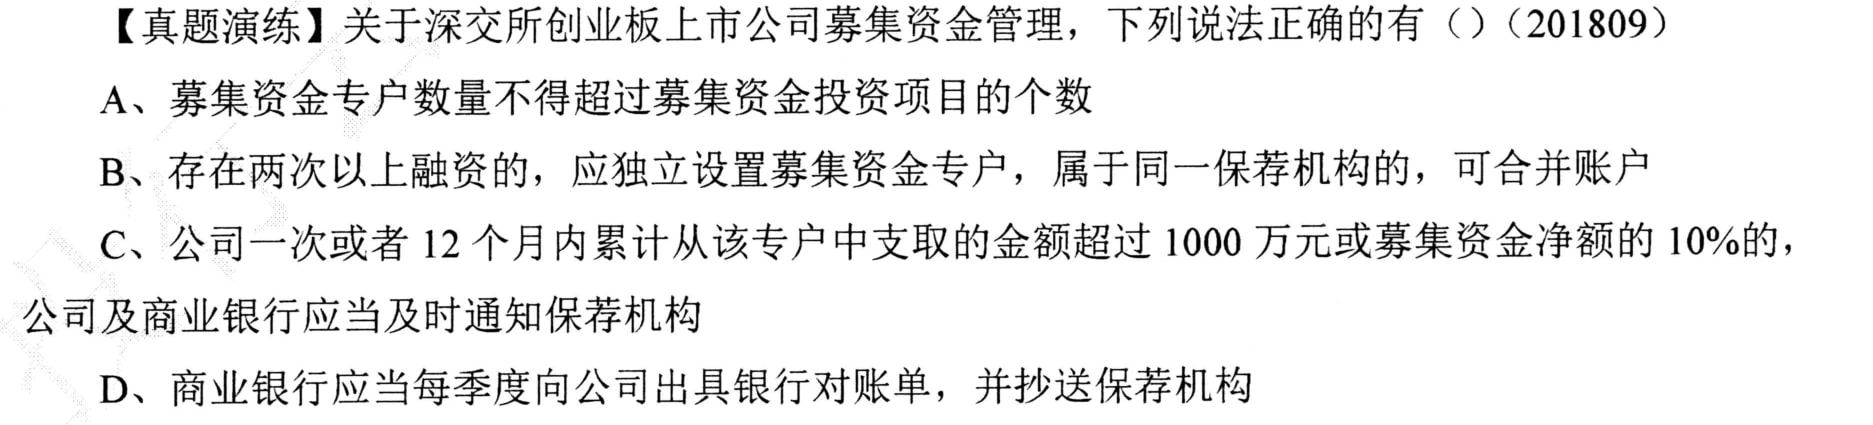 【真题演练】关于深交所创业板上市公司募集资金管理，下列说法正确的有（）（201809）
A、募集资金专户数量不得超过募集资金投资项目的个数
B、存在两次以上融资的，应独立设置募集资金专户，属于同一保荐机构的，可合并账户
C、公司一次或者 12 个月内累计从该专户中支取的金额超过 1000 万元或募集资金净额的 10%的，
公司及商业银行应当及时通知保荐机构
D、商业银行应当每季度向公司出具银行对账单，并抄送保荐机构